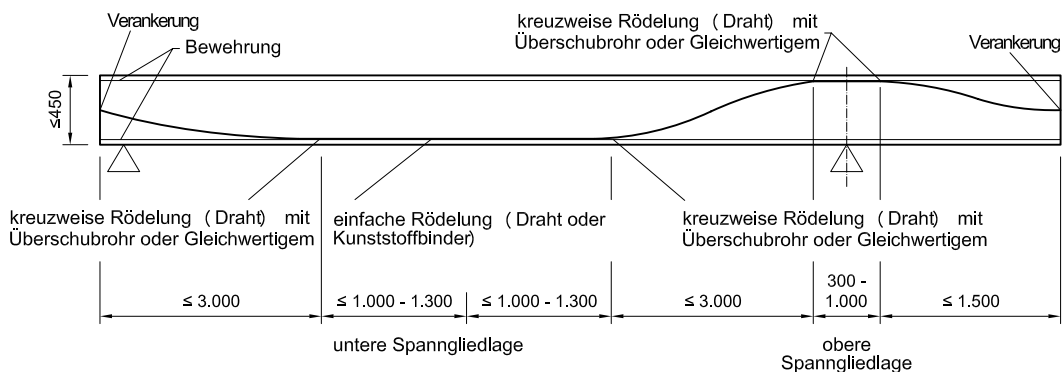 Verankerung
Bewehrung
kreuzweise Rödelung (Draht) mit
Überschubrohr oder Gleichwertigem
Verankerung
≤450
kreuzweise Rödelung (Draht) mit
Überschubrohr oder Gleichwertigem
einfache Rödelung (Draht oder
Kunststoffbinder)
kreuzweise Rödelung (Draht) mit
Überschubrohr oder Gleichwertigem
≤ 3.000
≤ 1.000 - 1.300
≤ 1.000 - 1.300
≤ 3.000
300 -
1.000
≤ 1.500
untere Spanngliedlage
obere
Spanngliedlage